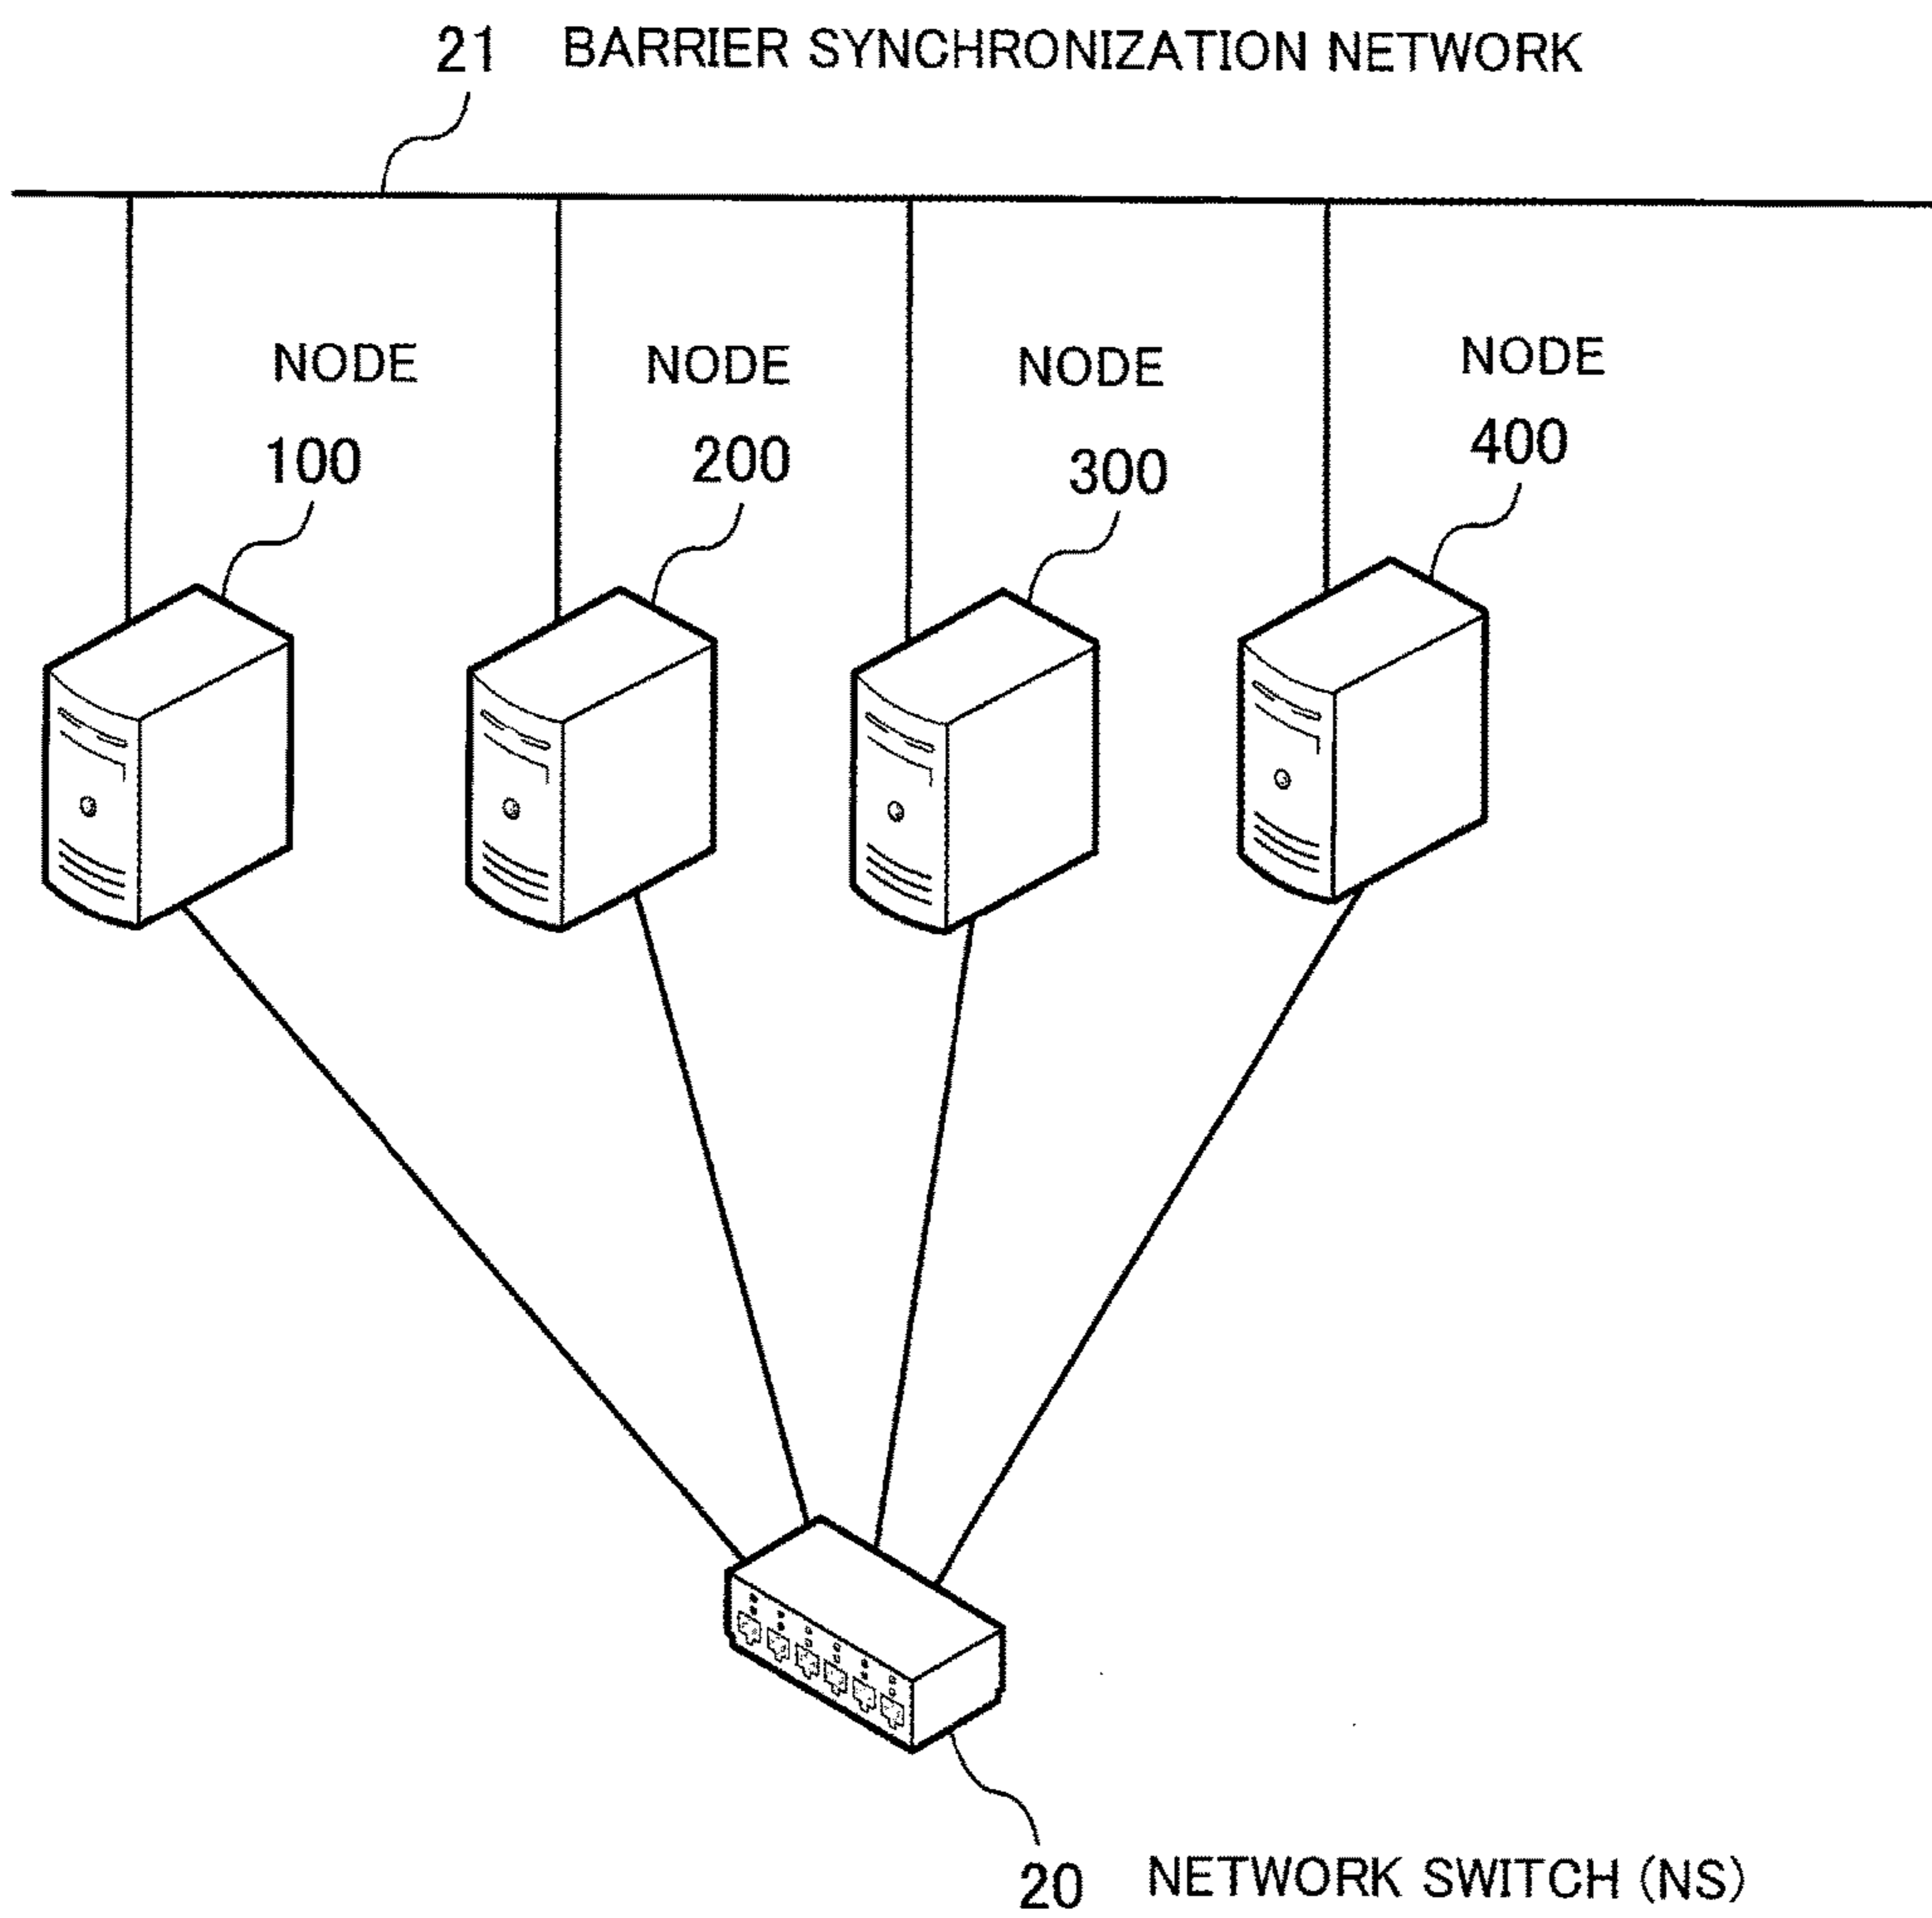 21 BARRIER SYNCHRONIZATION NETWORK
NODE
100
NODE
200
NODE
300
NODE
400
20 NETWORK SWITCH (NS)